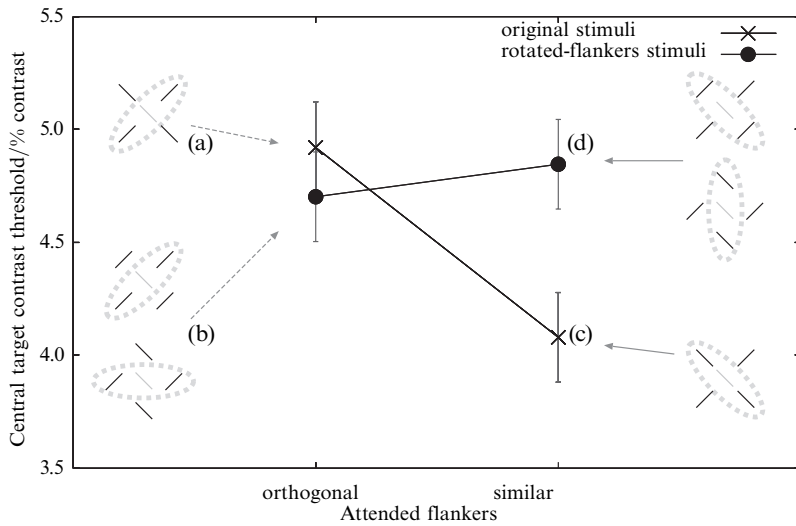 5.5
original stimuli
rotated-flankers stimuli
5.0
(a)
(d)
4.5
(b)
(c)
4.0
3.5
Central target contrast threshold/% contrast
orthogonal
similar
Attended flankers